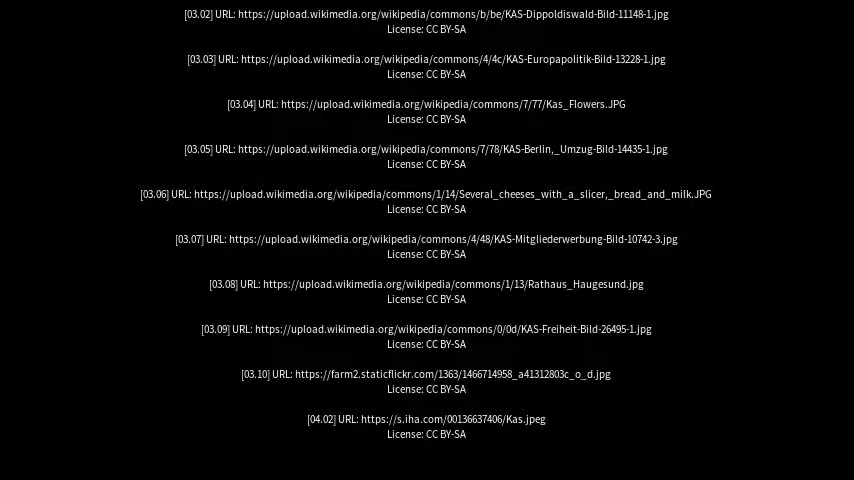 [03.02] URL: https://upload.wikimedia.org/wikipedia/commons/b/be/KAS-Dippoldiswald-Bild-11148-1.jpg
License: CC BY-SA
[03.03] URL: https://upload.wikimedia.org/wikipedia/commons/4/4c/KAS-Europapolitik-Bild-13228-1.jpg
License: CC BY-SA
[03.04] URL: https://upload.wikimedia.org/wikipedia/commons/7/77/Kas_Flowers.JPG
License: CC BY-SA
[03.05] URL: https://upload.wikimedia.org/wikipedia/commons/7/78/KAS-Berlin,_Umzug-Bild-14435-1.jpg
License: CC BY-SA
[03.06] URL: https://upload.wikimedia.org/wikipedia/commons/1/14/Several_cheeses_with_a_slicer,_bread_and_milk.JPG
License: CC BY-SA
[03.07] URL: https://upload.wikimedia.org/wikipedia/commons/4/48/KAS-Mitgliederwerbung-Bild-10742-3.jpg
License: CC BY-SA
[03.08] URL: https://upload.wikimedia.org/wikipedia/commons/1/13/Rathaus_Haugesund.jpg
License: CC BY-SA
[03.09] URL: https://upload.wikimedia.org/wikipedia/commons/0/0d/KAS-Freiheit-Bild-26495-1.jpg
License: CC BY-SA
[03.10] URL: https://farm2.staticflickr.com/1363/1466714958_a41312803c_o_d.jpg
License: CC BY-SA
[04.02] URL: https://s.iha.com/00136637406/Kas.jpeg
License: CC BY-SA